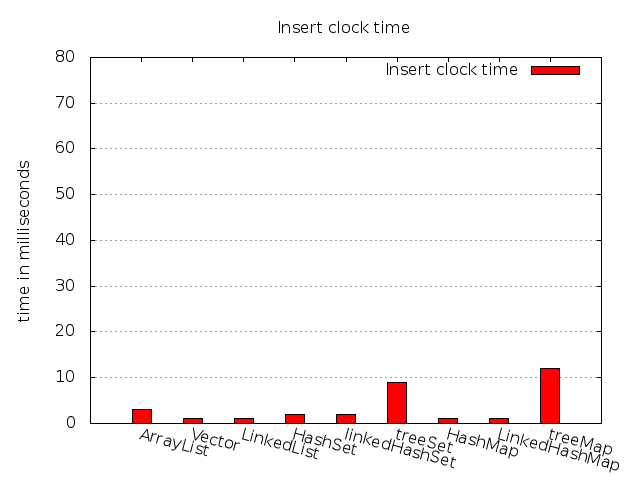 Insert clock time
Insert clock time
80
70
60
50
40
30
20
10
0
time in milliseconds
ArrayList
Vector
LinkedList
HashSet
linkedHashSet
treeSet
HashMap
LinkedHashMap
treeMap